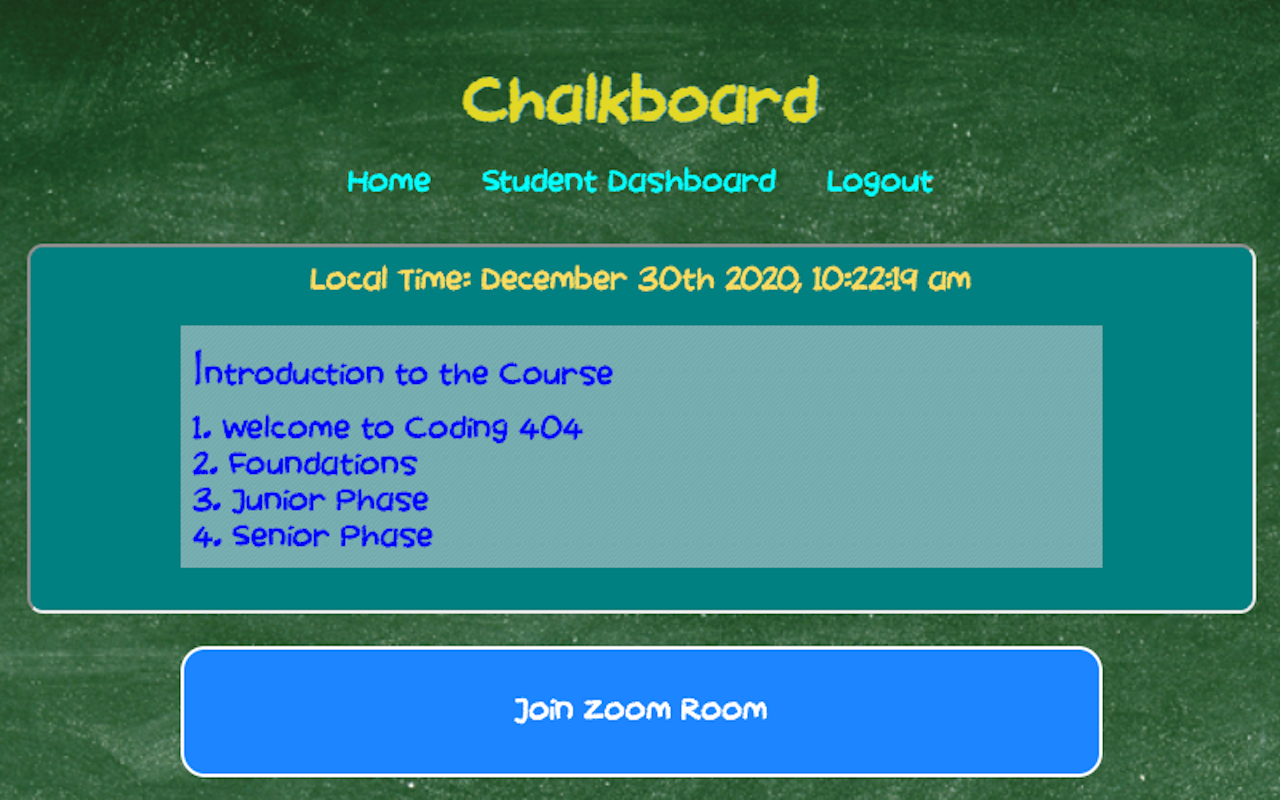 Chalkboard
Home Student Dashboard Logout
Local Time: December 30th 2020, 10:22:19 am
Introduction to the Course
1. Welcome to Coding 404
2. Foundations
3. Junior Phase
4. Senior Phase
Join Zoom Room